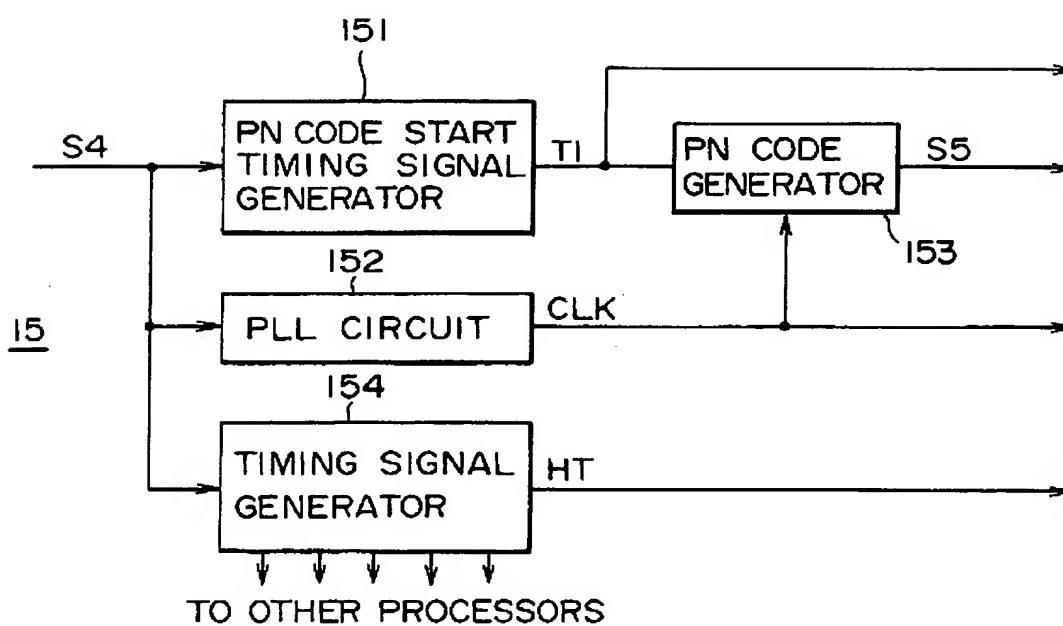 151
S4
PN CODE START
TIMING SIGNAL
GENERATOR
TI
PN CODE
GENERATOR
S5
153
152
15
PLL CIRCUIT
CLK
154
TIMING SIGNAL
GENERATOR
HT
TO OTHER PROCESSORS